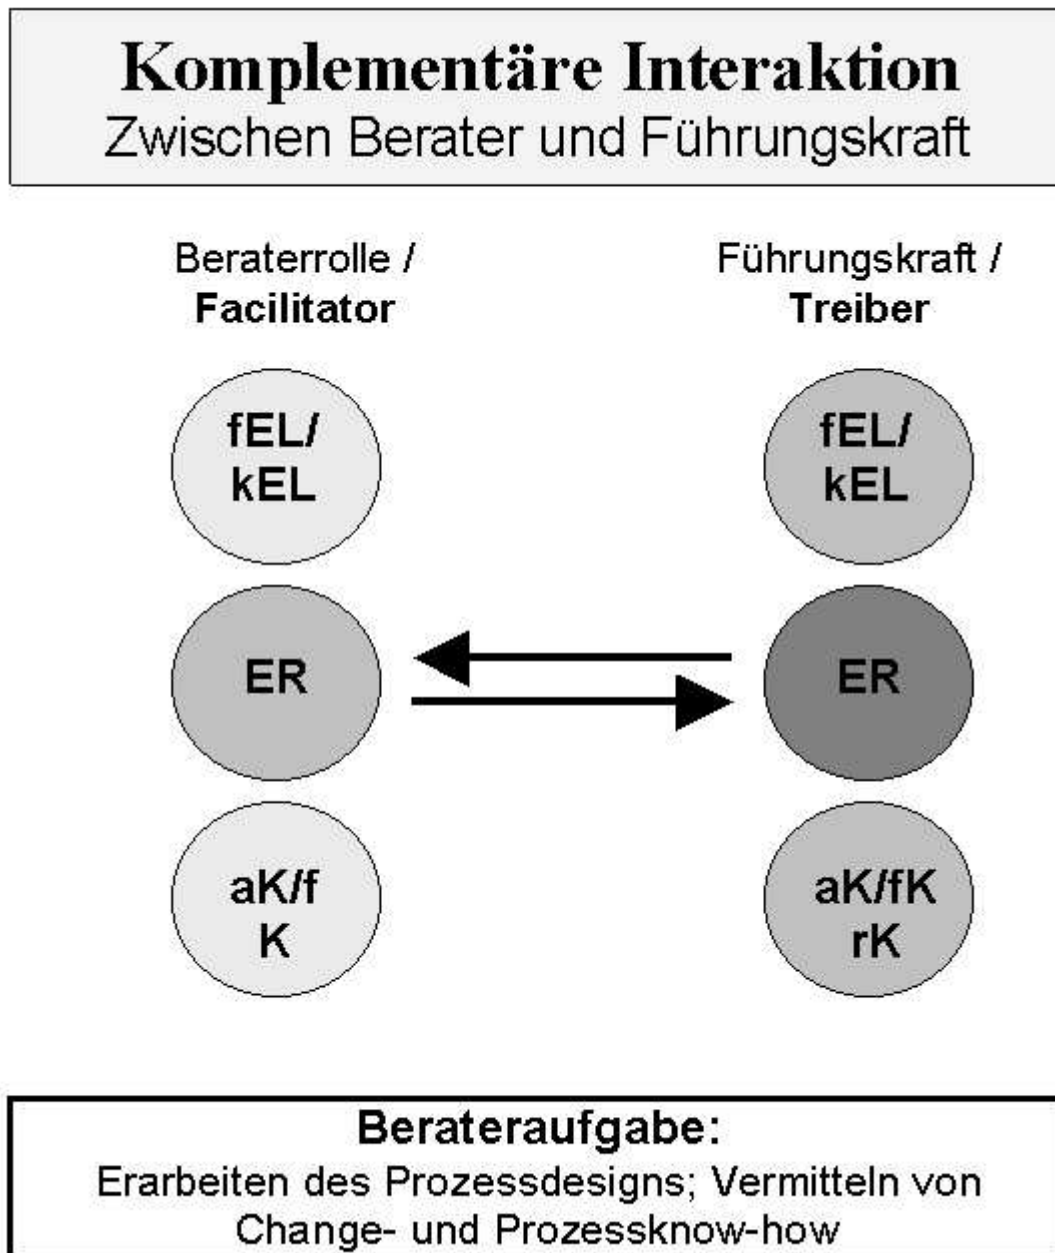 Komplementäre Interaktion
Zwischen Berater und Führungskraft
Beraterrolle /
Facilitator
Führungskraft /
Treiber
fEL/
kEL
fEL/
kEL
ER
ER
aK/f
K
aK/fK
rK
Berateraufgabe:
Erarbeiten des Prozessdesigns; Vermitteln von
Change- und Prozessknow-how